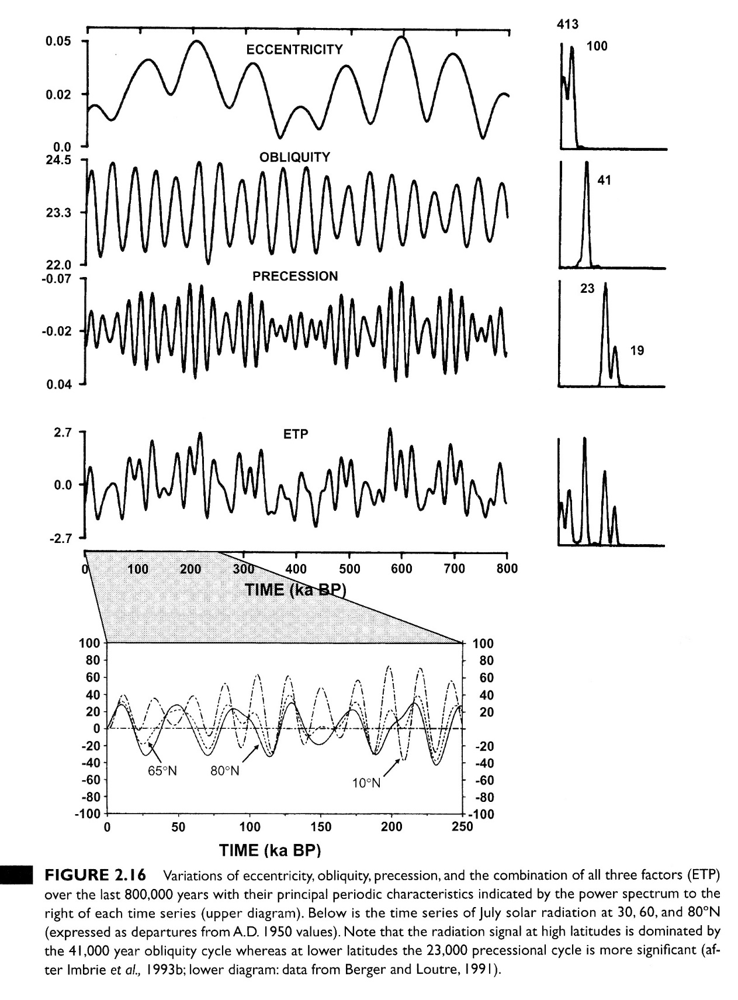 413
100
0.05
ECCENTRICITY
0.02
0.0
24.5
OBLIQUITY
41
23.3
22.0
-0.07
PRECESSION
23
-0.02
19
0.04
2.7
ETP
0.0
-2.7
0 100 200 300 400 500 600 700 800
TIME (ka BP)
100 100
80 80
60 60
40 40
20 20
0
-20 -20
-40 -40
65°N 80°N
10°N
-60 -60
-80 -80
-100 -100
0 50 100 150 200 250
TIME (ka BP)
FIGURE 2.16 Variations of eccentricity, obliquity, precession, and the combination of all three factors (ETP)
over the last 800,000 years with their principal periodic characteristics indicated by the power spectrum to the
right of each time series (upper diagram). Below is the time series of July solar radiation at 30, 60, and 80°N
(expressed as departures from A.D. 1950 values). Note that the radiation signal at high latitudes is dominated by
the 41,000 year obliquity cycle whereas at lower latitudes the 23,000 precessional cycle is more significant (af-
ter Imbrie et al., 1993b; lower diagram: data from Berger and Loutre, 1991).